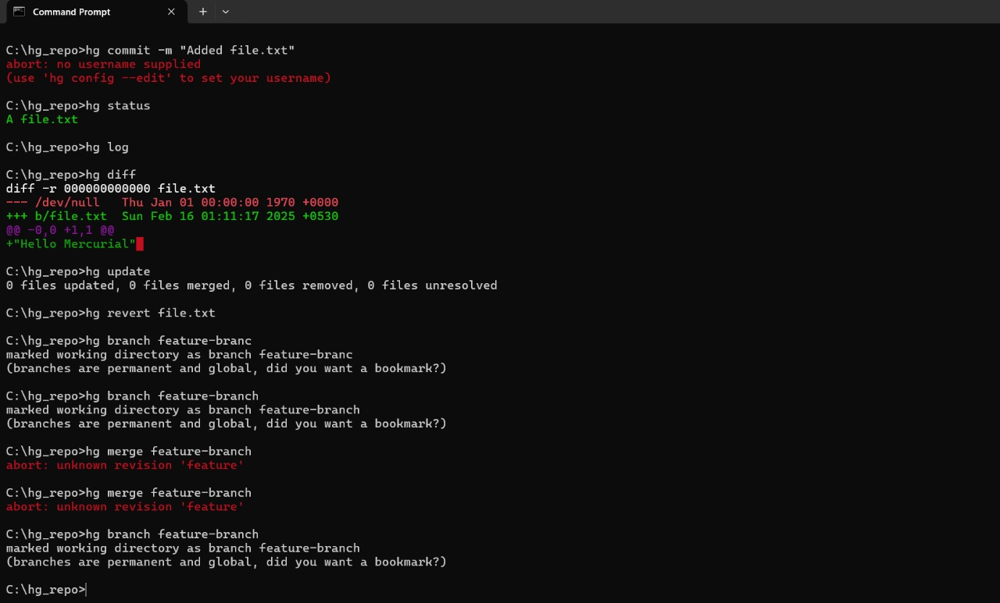 Command Prompt
C:\hg_repo>hg commit -m "Added file.txt"
abort: no username supplied
(use 'hg config --edit' to set your username)
C:\hg_repo>hg status
A file.txt
C:\hg_repo>hg log
C:\hg_repo>hg diff
diff -r 000000000000 file.txt
--- /dev/null   Thu Jan 01 00:00:00 1970 +0000
+++ b/file.txt  Sun Feb 16 01:11:17 2025 +0530
@@ -0,0 +1,1 @@
+"Hello Mercurial"
C:\hg_repo>hg update
0 files updated, 0 files merged, 0 files removed, 0 files unresolved
C:\hg_repo>hg revert file.txt
C:\hg_repo>hg branch feature-branc
marked working directory as branch feature-branc
(branches are permanent and global, did you want a bookmark?)
C:\hg_repo>hg branch feature-branch
marked working directory as branch feature-branch
(branches are permanent and global, did you want a bookmark?)
C:\hg_repo>hg merge feature-branch
abort: unknown revision 'feature'
C:\hg_repo>hg merge feature-branch
abort: unknown revision 'feature'
C:\hg_repo>hg branch feature-branch
marked working directory as branch feature-branch
(branches are permanent and global, did you want a bookmark?)
C:\hg_repo>